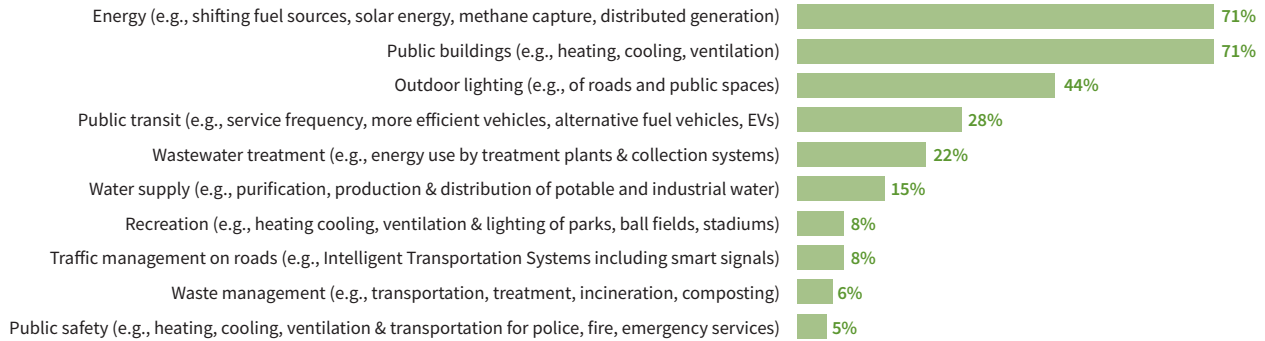 Energy (e.g., shifting fuel sources, solar energy, methane capture, distributed generation) 71%
Public buildings (e.g., heating, cooling, ventilation) 71%
Outdoor lighting (e.g., of roads and public spaces) 44%
Public transit (e.g., service frequency, more efficient vehicles, alternative fuel vehicles, EVs) 28%
Wastewater treatment (e.g., energy use by treatment plants & collection systems) 22%
Water supply (e.g., purification, production & distribution of potable and industrial water) 15%
Recreation (e.g., heating cooling, ventilation & lighting of parks, ball fields, stadiums) 8%
Traffic management on roads (e.g., Intelligent Transportation Systems including smart signals) 8%
Waste management (e.g., transportation, treatment, incineration, composting) 6%
Public safety (e.g., heating, cooling, ventilation & transportation for police, fire, emergency services) 5%